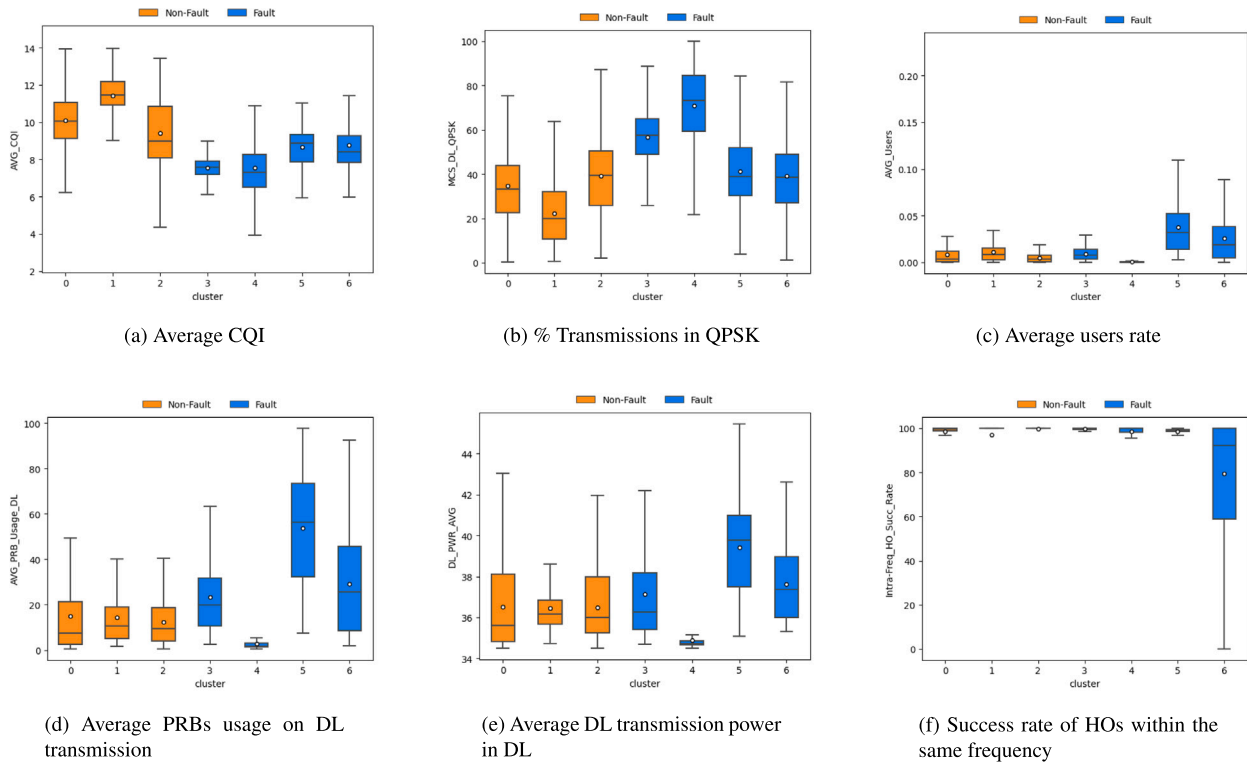 Non-Fault Fault
AVG_CQI
14
12
10
8
6
4
2
0 1 2 3 4 5 6
cluster
(a) Average CQI
Non-Fault Fault
MCS_DL_QPSK
100
80
60
40
20
0
0 1 2 3 4 5 6
cluster
(b) % Transmissions in QPSK
Non-Fault Fault
AVG_Users
0.20
0.15
0.10
0.05
0.00
0 1 2 3 4 5 6
cluster
(c) Average users rate
Non-Fault Fault
AVG_PRB_Usage_DL
100
80
60
40
20
0
0 1 2 3 4 5 6
cluster
(d) Average PRBs usage on DL
transmission
Non-Fault Fault
DL_PWR_AVG
44
42
40
38
36
34
0 1 2 3 4 5 6
cluster
(e) Average DL transmission power
in DL
Non-Fault Fault
Intra-Freq_HO_Succ_Rate
100
80
60
40
20
0
0 1 2 3 4 5 6
cluster
(f) Success rate of HOs within the
same frequency